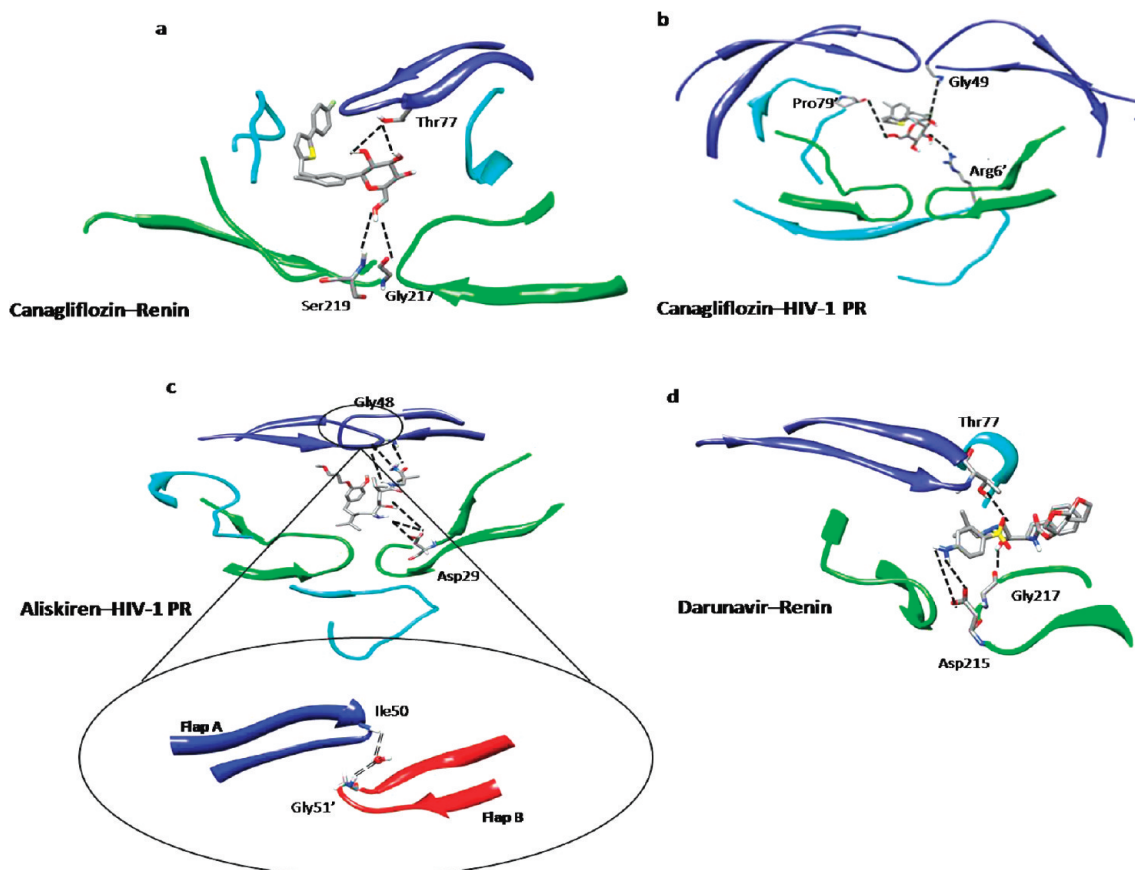 a
Thr77
Ser219
Gly217
Canagliflozin–Renin
b
Gly49
Pro79'
Arg6'
Canagliflozin–HIV-1 PR
c
Gly48
Asp29
Aliskiren–HIV-1 PR
Ile50
Flap A
Gly51'
Flap B
d
Thr77
Gly217
Darunavir–Renin
Asp215